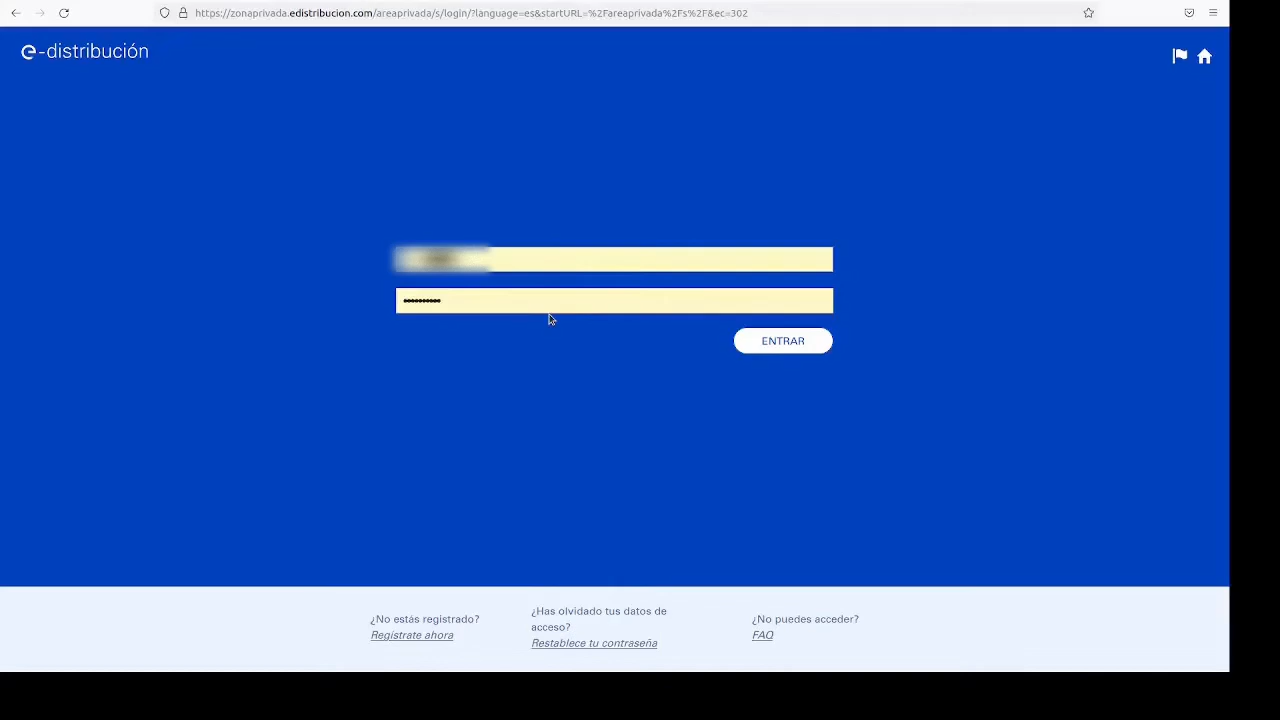 https://zonaprivada.edistribucion.com/areaprivada/s/login/?language=es&startURL=%2Fareaprivada%2Fs%2F&ec=302
e-distribución
••••••••••
ENTRAR
¿No estás registrado?
Regístrate ahora
¿Has olvidado tus datos de
acceso?
Restablece tu contraseña
¿No puedes acceder?
FAQ